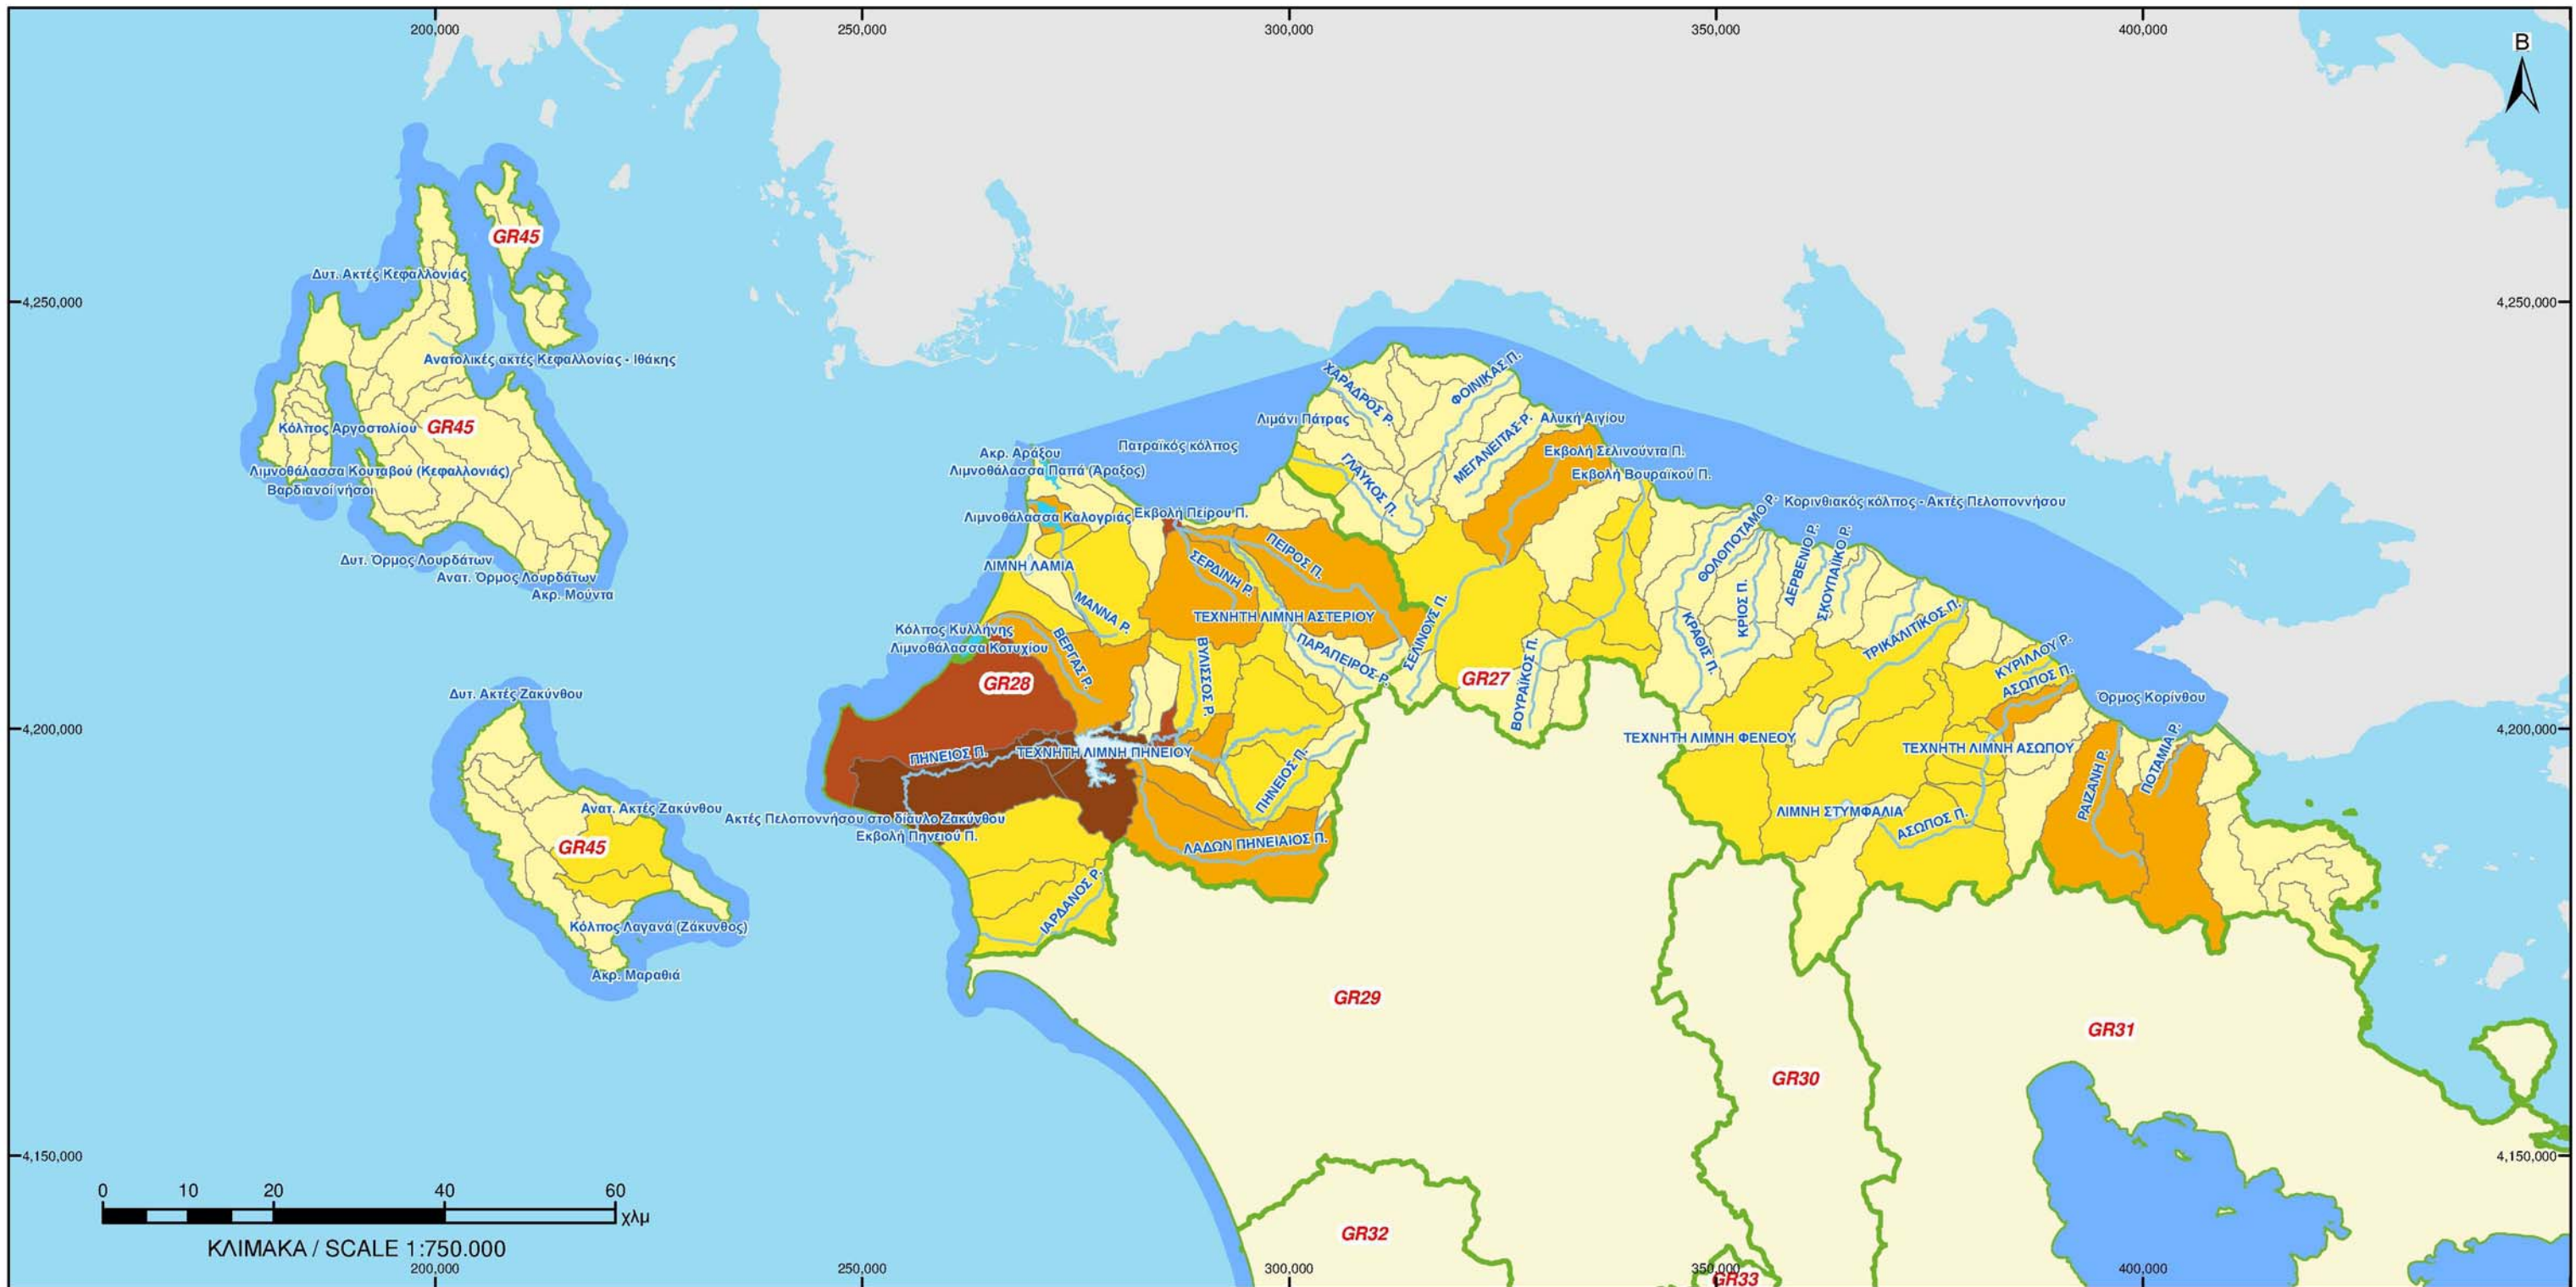 200,000
250,000
300,000
350,000
400,000
Β
4,250,000
4,250,000
GR45
Δυτ. Ακτές Κεφαλλονιάς
Ανατολικές ακτές Κεφαλλονίας - Ιθάκης
Κόλπος Αργοστολίου
GR45
Λιμνοθάλασσα Κουταβού (Κεφαλλονιάς)
Βαρδιανοί νήσοι
Δυτ. Όρμος Λουρδάτων
Ανατ. Όρμος Λουρδάτων
Ακρ. Μούντα
ΧΑΡΑΔΡΟΣ Ρ.
ΦΟΙΝΙΚΑΣ Π.
Λιμάνι Πάτρας
Αλυκή Αιγίου
Πατραϊκός κόλπος
ΜΕΓΑΝΕΙΤΑΣ Ρ.
Ακρ. Αράξου
Εκβολή Σελινούντα Π.
Λιμνοθάλασσα Παπά (Άραξος)
ΓΛΑΥΚΟΣ Π.
Εκβολή Βουραϊκού Π.
Κορινθιακός κόλπος - Ακτές Πελοποννήσου
Λιμνοθάλασσα Καλογριάς
Εκβολή Πείρου Π.
ΘΟΛΟΠΟΤΑΜΟ Ρ.
ΔΕΡΒΕΝΙΟ Ρ.
ΣΚΟΥΠΑΙΙΚΟ Ρ.
ΛΙΜΝΗ ΛΑΜΙΑ
ΣΕΡΔΙΝΗ Ρ.
ΠΕΙΡΟΣ Π.
ΜΑΝΝΑ Ρ.
ΤΕΧΝΗΤΗ ΛΙΜΝΗ ΑΣΤΕΡΙΟΥ
ΚΡΙΟΣ Π.
Κόλπος Κυλλήνης
Λιμνοθάλασσα Κοτυχίου
ΒΕΡΓΑΣ Ρ.
ΒΥΛΙΣΣΟΣ Ρ.
ΠΑΡΑΠΕΙΡΟΣ Ρ.
ΣΕΛΙΝΟΥΣ Π.
ΚΡΑΘΙΣ Π.
ΤΡΙΚΑΛΙΤΙΚΟΣ Π.
ΚΥΡΙΛΛΟΥ Ρ.
ΑΣΩΠΟΣ Π.
GR28
GR27
ΒΟΥΡΑΪΚΟΣ Π.
Όρμος Κορίνθου
Δυτ. Ακτές Ζακύνθου
4,200,000
4,200,000
ΠΗΝΕΙΟΣ Π.
ΤΕΧΝΗΤΗ ΛΙΜΝΗ ΠΗΝΕΙΟΥ
ΤΕΧΝΗΤΗ ΛΙΜΝΗ ΦΕΝΕΟΥ
ΤΕΧΝΗΤΗ ΛΙΜΝΗ ΑΣΩΠΟΥ
ΠΗΝΕΙΟΣ Π.
ΡΑΙΖΑΝΗ Ρ.
ΠΟΤΑΜΙΑ Ρ.
Ανατ. Ακτές Ζακύνθου
Ακτές Πελοποννήσου στο δίαυλο Ζακύνθου
Εκβολή Πηνειού Π.
ΛΙΜΝΗ ΣΤΥΜΦΑΛΙΑ
ΑΣΩΠΟΣ Π.
GR45
ΛΑΔΩΝ ΠΗΝΕΙΑΙΟΣ Π.
ΙΑΡΔΑΝΟΣ Ρ.
Κόλπος Λαγανά (Ζάκυνθος)
Ακρ. Μαραθιά
GR29
GR31
GR30
4,150,000
4,150,000
0 10 20 40 60
χλμ
GR32
ΚΛΙΜΑΚΑ / SCALE 1:750.000
GR33
200,000
250,000
300,000
350,000
400,000